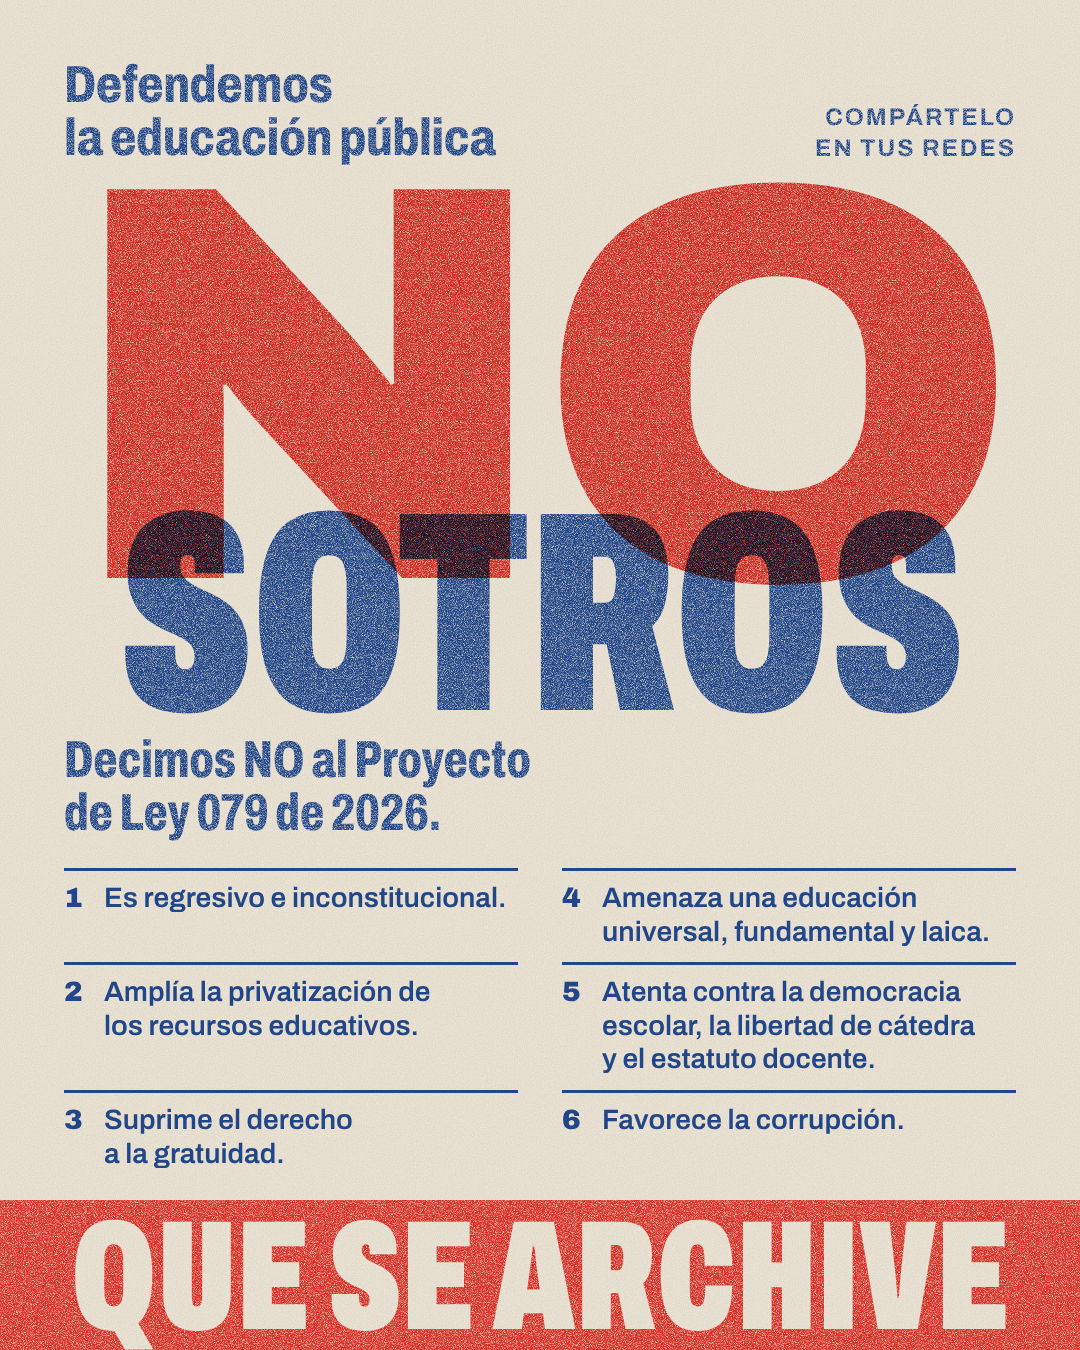 Defendemos
la educación pública
COMPÁRTELO
EN TUS REDES
NO
SOTROS
Decimos NO al Proyecto
de Ley 079 de 2026.
1 Es regresivo e inconstitucional.
2 Amplía la privatización de
los recursos educativos.
3 Suprime el derecho
a la gratuidad.
4 Amenaza una educación
universal, fundamental y laica.
5 Atenta contra la democracia
escolar, la libertad de cátedra
y el estatuto docente.
6 Favorece la corrupción.
QUE SE ARCHIVE